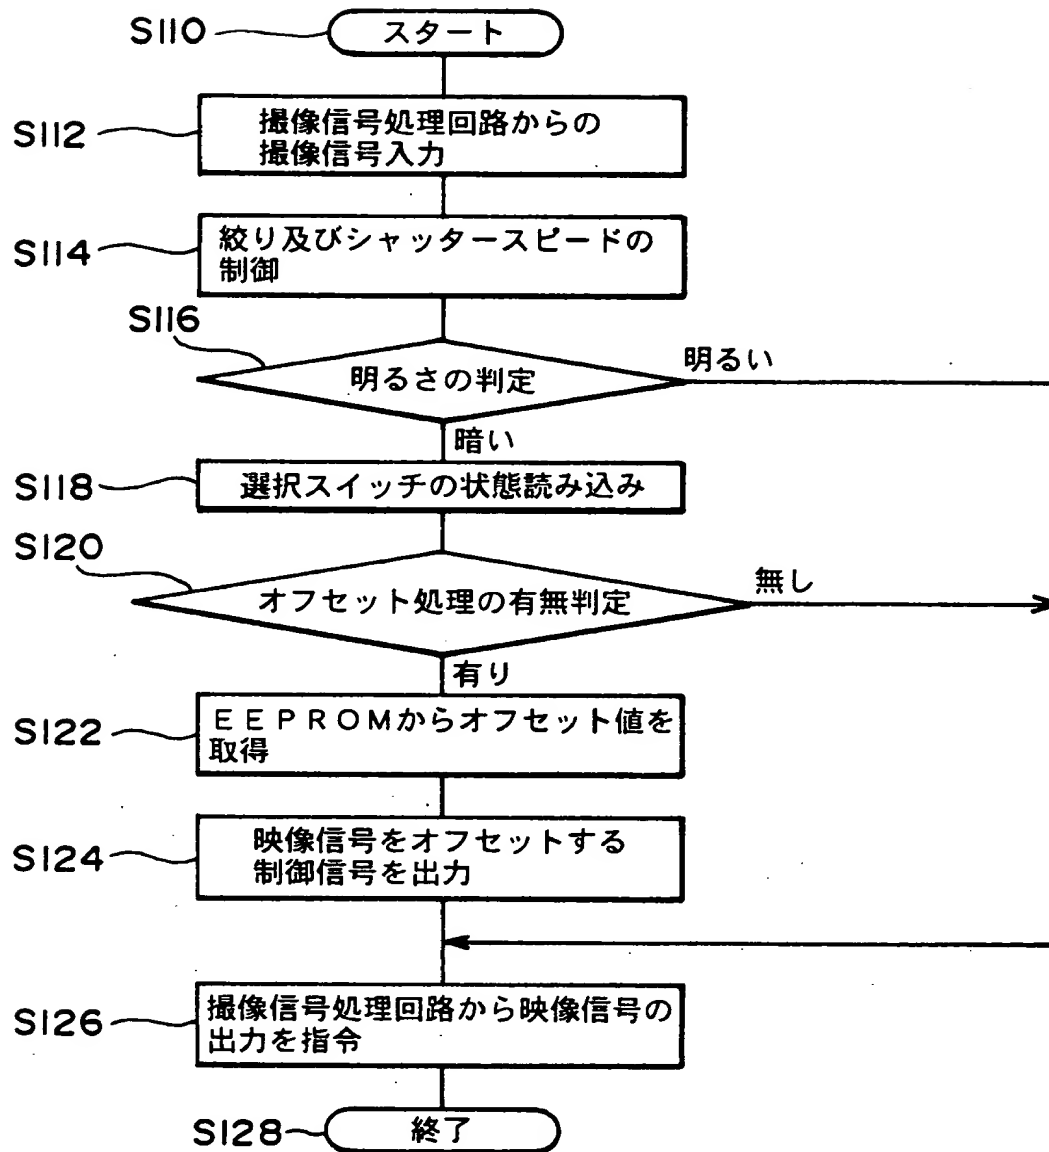 S110
スタート
S112
撮像信号処理回路からの
撮像信号入力
S114
絞り及びシャッタースピードの
制御
S116
明るさの判定
明るい
暗い
S118
選択スイッチの状態読み込み
S120
オフセット処理の有無判定
無し
有り
S122
EEPROMからオフセット値を
取得
S124
映像信号をオフセットする
制御信号を出力
S126
撮像信号処理回路から映像信号の
出力を指令
S128
終了